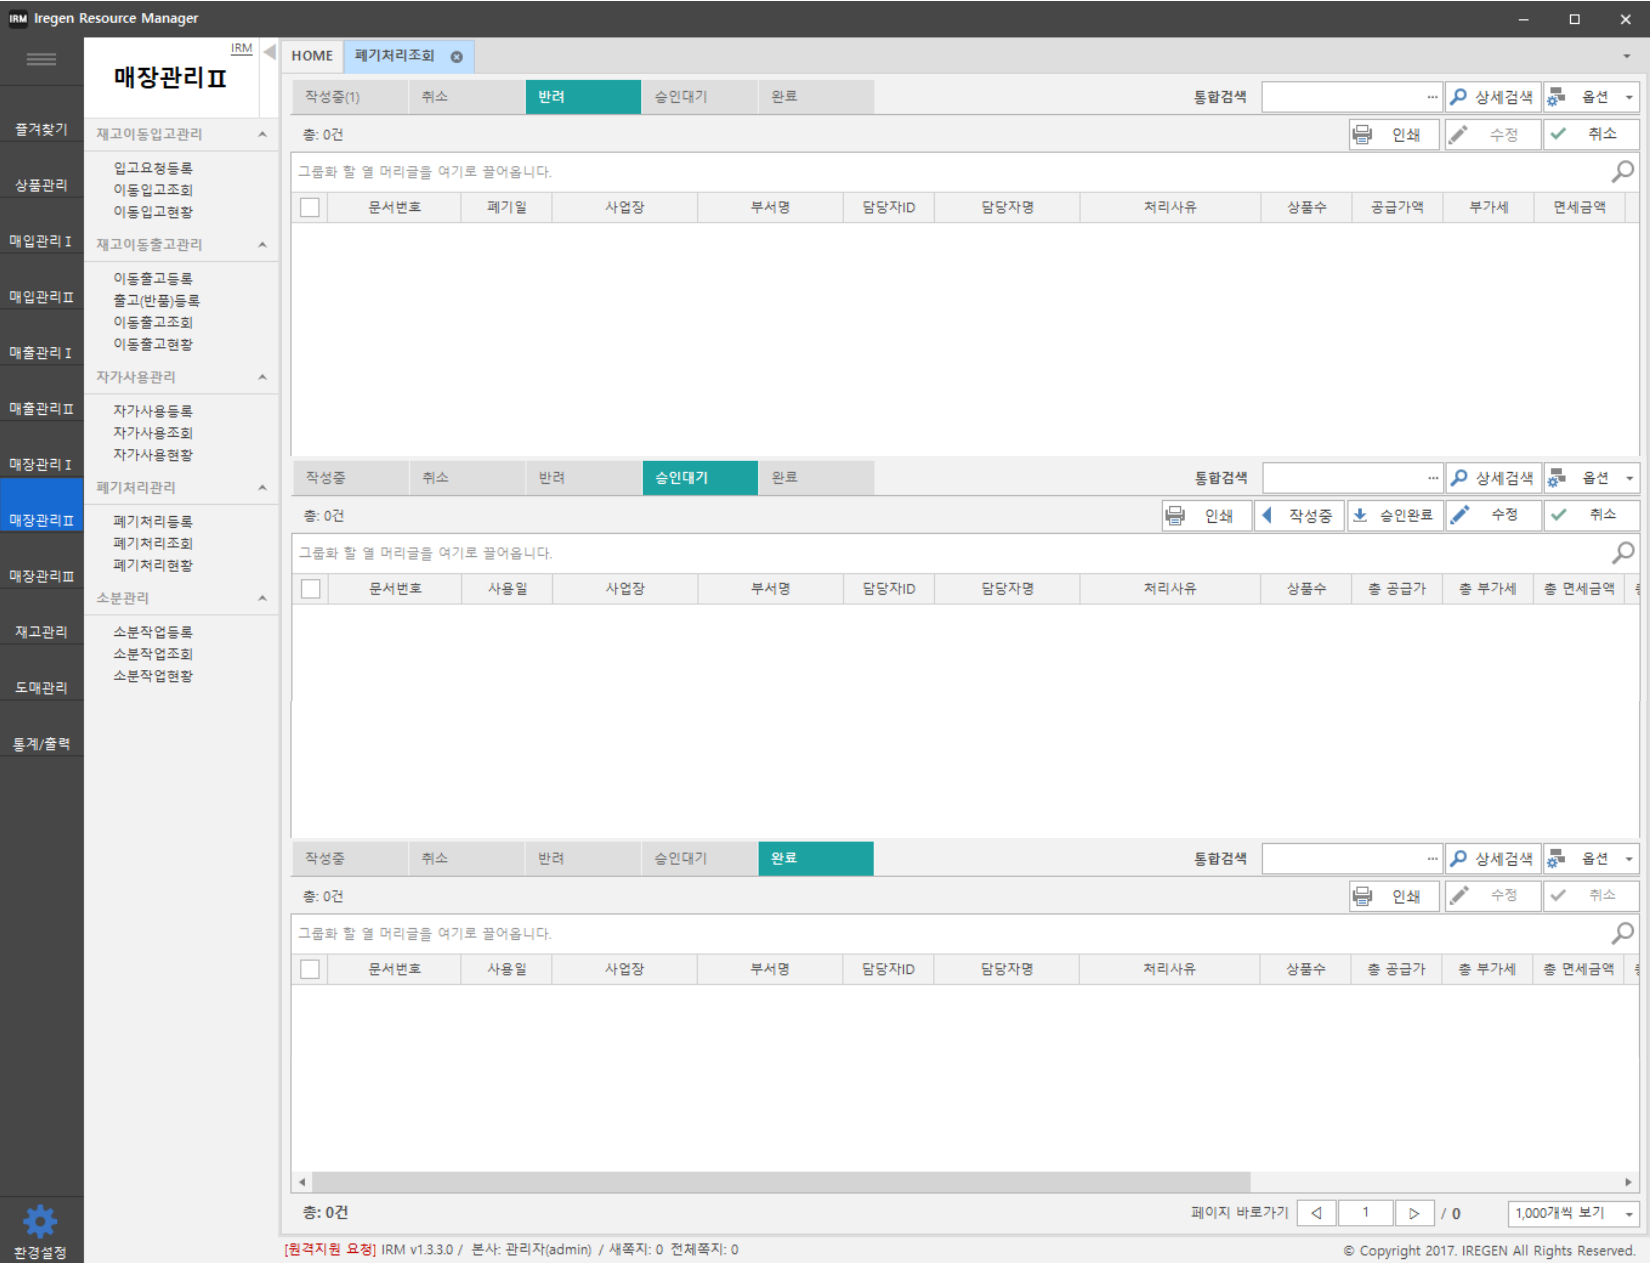 IRM Iregen Resource Manager
즐겨찾기
상품관리
매입관리Ⅰ
매입관리Ⅱ
매출관리Ⅰ
매출관리Ⅱ
매장관리Ⅰ
매장관리Ⅱ
매장관리Ⅲ
재고관리
도매관리
통계/출력
환경설정
IRM
매장관리Ⅱ
재고이동입고관리
입고요청등록
이동입고조회
이동입고현황
재고이동출고관리
이동출고등록
출고(반품)등록
이동출고조회
이동출고현황
자가사용관리
자가사용등록
자가사용조회
자가사용현황
폐기처리관리
폐기처리등록
폐기처리조회
폐기처리현황
소분관리
소분작업등록
소분작업조회
소분작업현황
HOME 폐기처리조회
작성중(1) 취소 반려 승인대기 완료 통합검색 ... 상세검색 옵션
총: 0건 인쇄 수정 취소
그룹화 할 열 머리글을 여기로 끌어옵니다.
문서번호 폐기일 사업장 부서명 담당자ID 담당자명 처리사유 상품수 공급가액 부가세 면세금액
작성중 취소 반려 승인대기 완료 통합검색 ... 상세검색 옵션
총: 0건 인쇄 작성중 승인완료 수정 취소
그룹화 할 열 머리글을 여기로 끌어옵니다.
문서번호 사용일 사업장 부서명 담당자ID 담당자명 처리사유 상품수 총 공급가 총 부가세 총 면세금액
작성중 취소 반려 승인대기 완료 통합검색 ... 상세검색 옵션
총: 0건 인쇄 수정 취소
그룹화 할 열 머리글을 여기로 끌어옵니다.
문서번호 사용일 사업장 부서명 담당자ID 담당자명 처리사유 상품수 총 공급가 총 부가세 총 면세금액
총: 0건 페이지 바로가기 1 / 0 1,000개씩 보기
[원격지원 요청] IRM v1.3.3.0 / 본사: 관리자(admin) / 새쪽지: 0 전체쪽지: 0 © Copyright 2017. IREGEN All Rights Reserved.